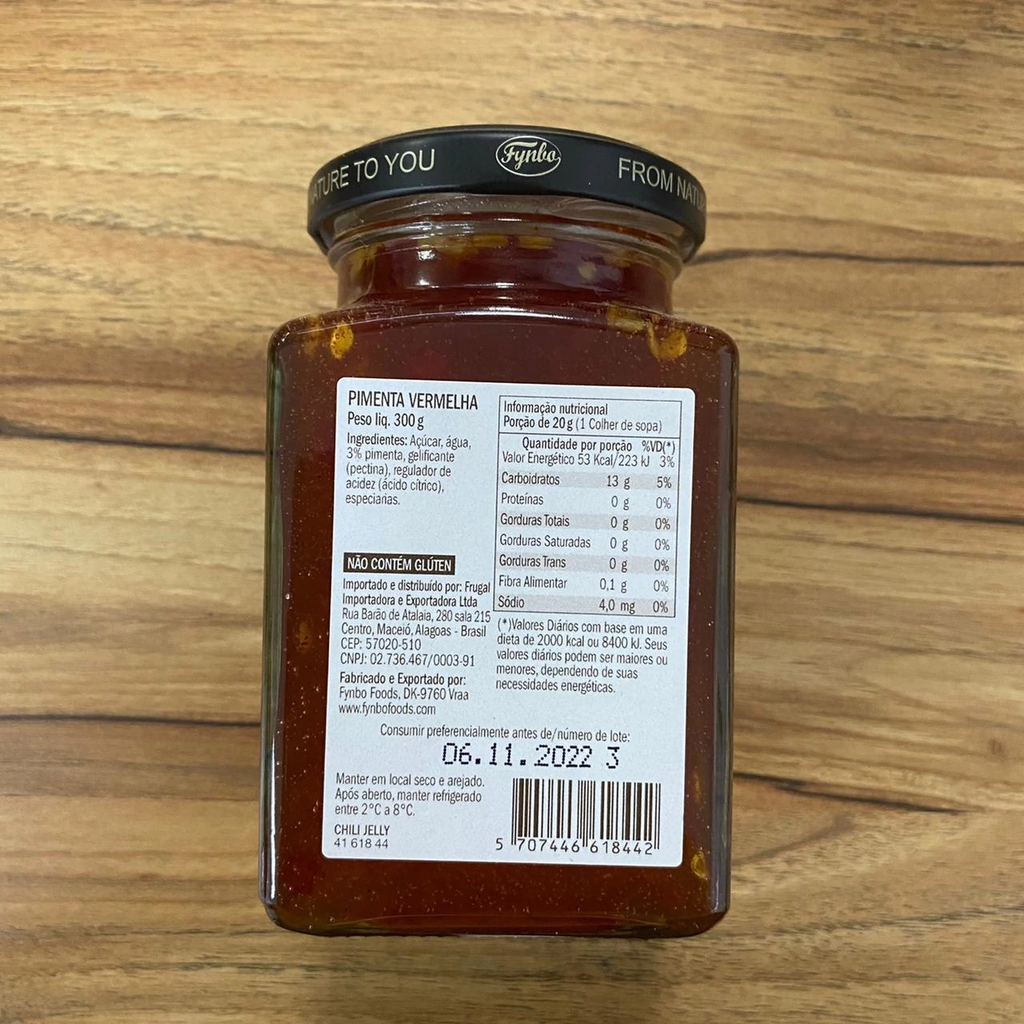 TURE TO YOU
Fynbo
FROM NATU
PIMENTA VERMELHA
Peso liq. 300 g
Ingredientes: Açúcar, água,
3% pimenta, gelificante
(pectina), regulador de
acidez (ácido cítrico),
especiarias.
NÃO CONTÉM GLÚTEN
Importado e distribuído por: Frugal
Importadora e Exportadora Ltda
Rua Barão de Atalaia, 280 sala 215
Centro, Maceió, Alagoas - Brasil
CEP: 57020-510
CNPJ: 02.736.467/0003-91
Fabricado e Exportado por:
Fynbo Foods, DK-9760 Vraa
www.fynbofoods.com
Informação nutricional
Porção de 20 g (1 Colher de sopa)
Quantidade por porção %VD(*)
Valor Energético 53 Kcal/223 kJ 3%
Carboidratos 13 g 5%
Proteínas 0 g 0%
Gorduras Totais 0 g 0%
Gorduras Saturadas 0 g 0%
Gorduras Trans 0 g 0%
Fibra Alimentar 0,1 g 0%
Sódio 4,0 mg 0%
(*)Valores Diários com base em uma
dieta de 2000 kcal ou 8400 kJ. Seus
valores diários podem ser maiores ou
menores, dependendo de suas
necessidades energéticas.
Consumir preferencialmente antes de/número de lote:
06.11.2022 3
Manter em local seco e arejado.
Após aberto, manter refrigerado
entre 2°C a 8°C.
CHILI JELLY
41 618 44
5 707446 618442